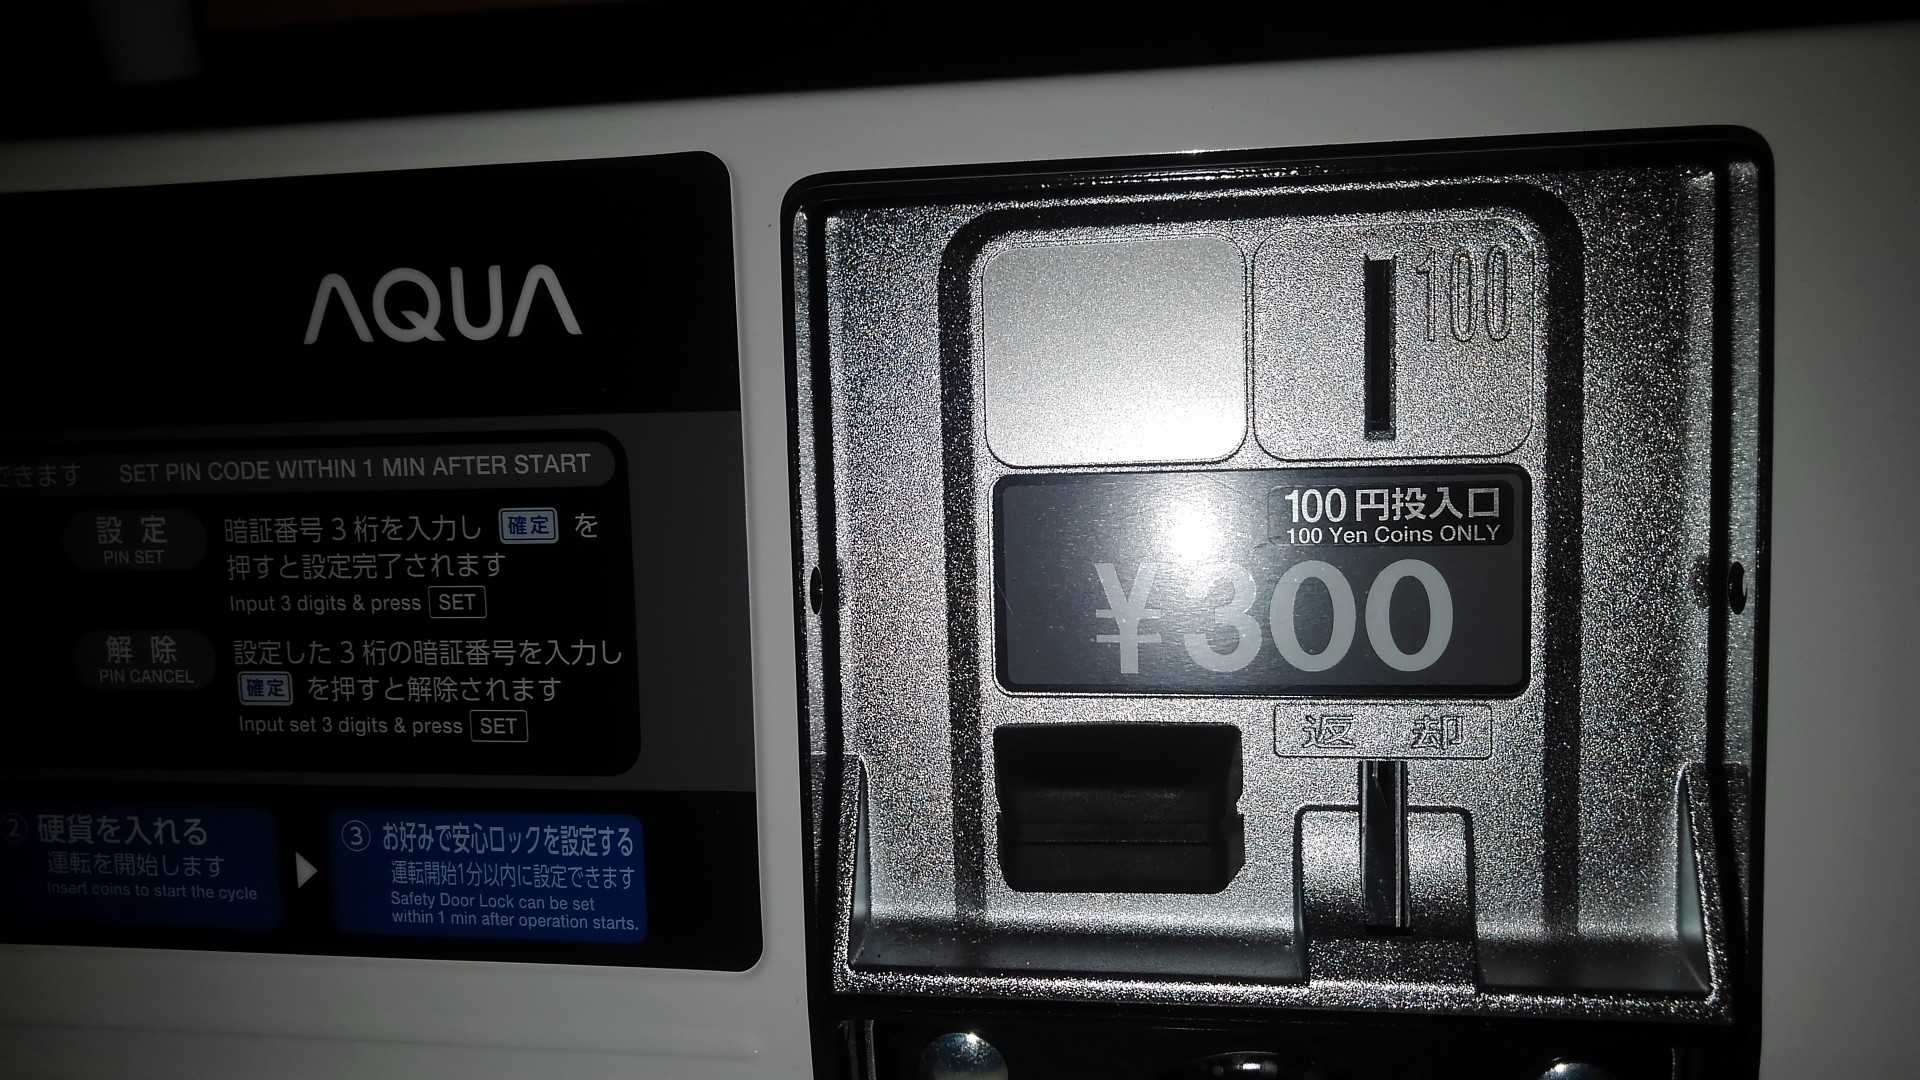 AQUA
できます SET PIN CODE WITHIN 1 MIN AFTER START
設定
PIN SET
暗証番号3桁を入力し 確定 を
押すと設定完了されます
Input 3 digits & press SET
解除
PIN CANCEL
設定した3桁の暗証番号を入力し
確定 を押すと解除されます
Input set 3 digits & press SET
② 硬貨を入れる
運転を開始します
Insert coins to start the cycle
③ お好みで安心ロックを設定する
運転開始1分以内に設定できます
Safety Door Lock can be set
within 1 min after operation starts.
100
100円投入口
100 Yen Coins ONLY
¥300
返却